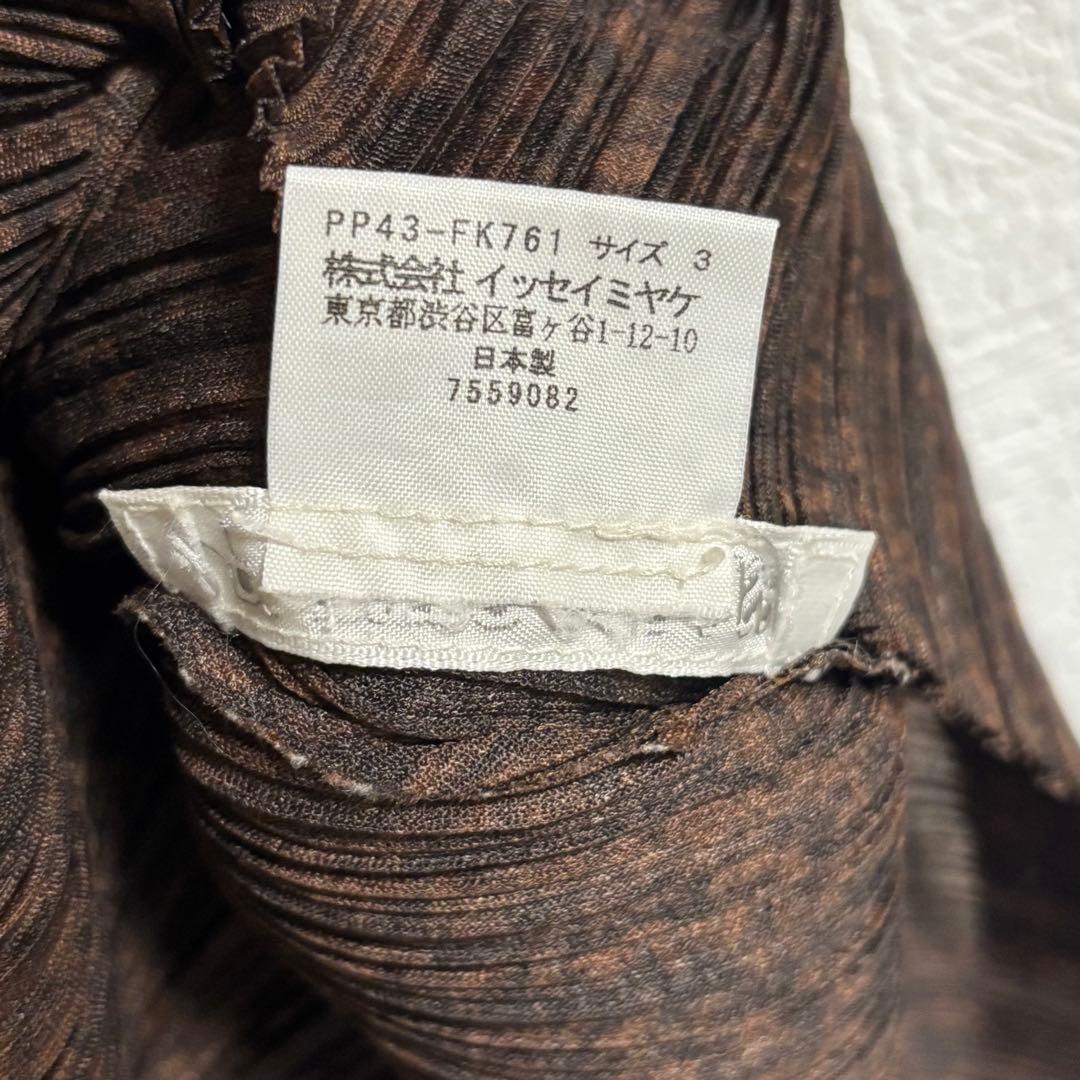 PP43-FK761 サイズ 3
株式会社 イッセイミヤケ
東京都渋谷区富ヶ谷1-12-10
日本製
7559082